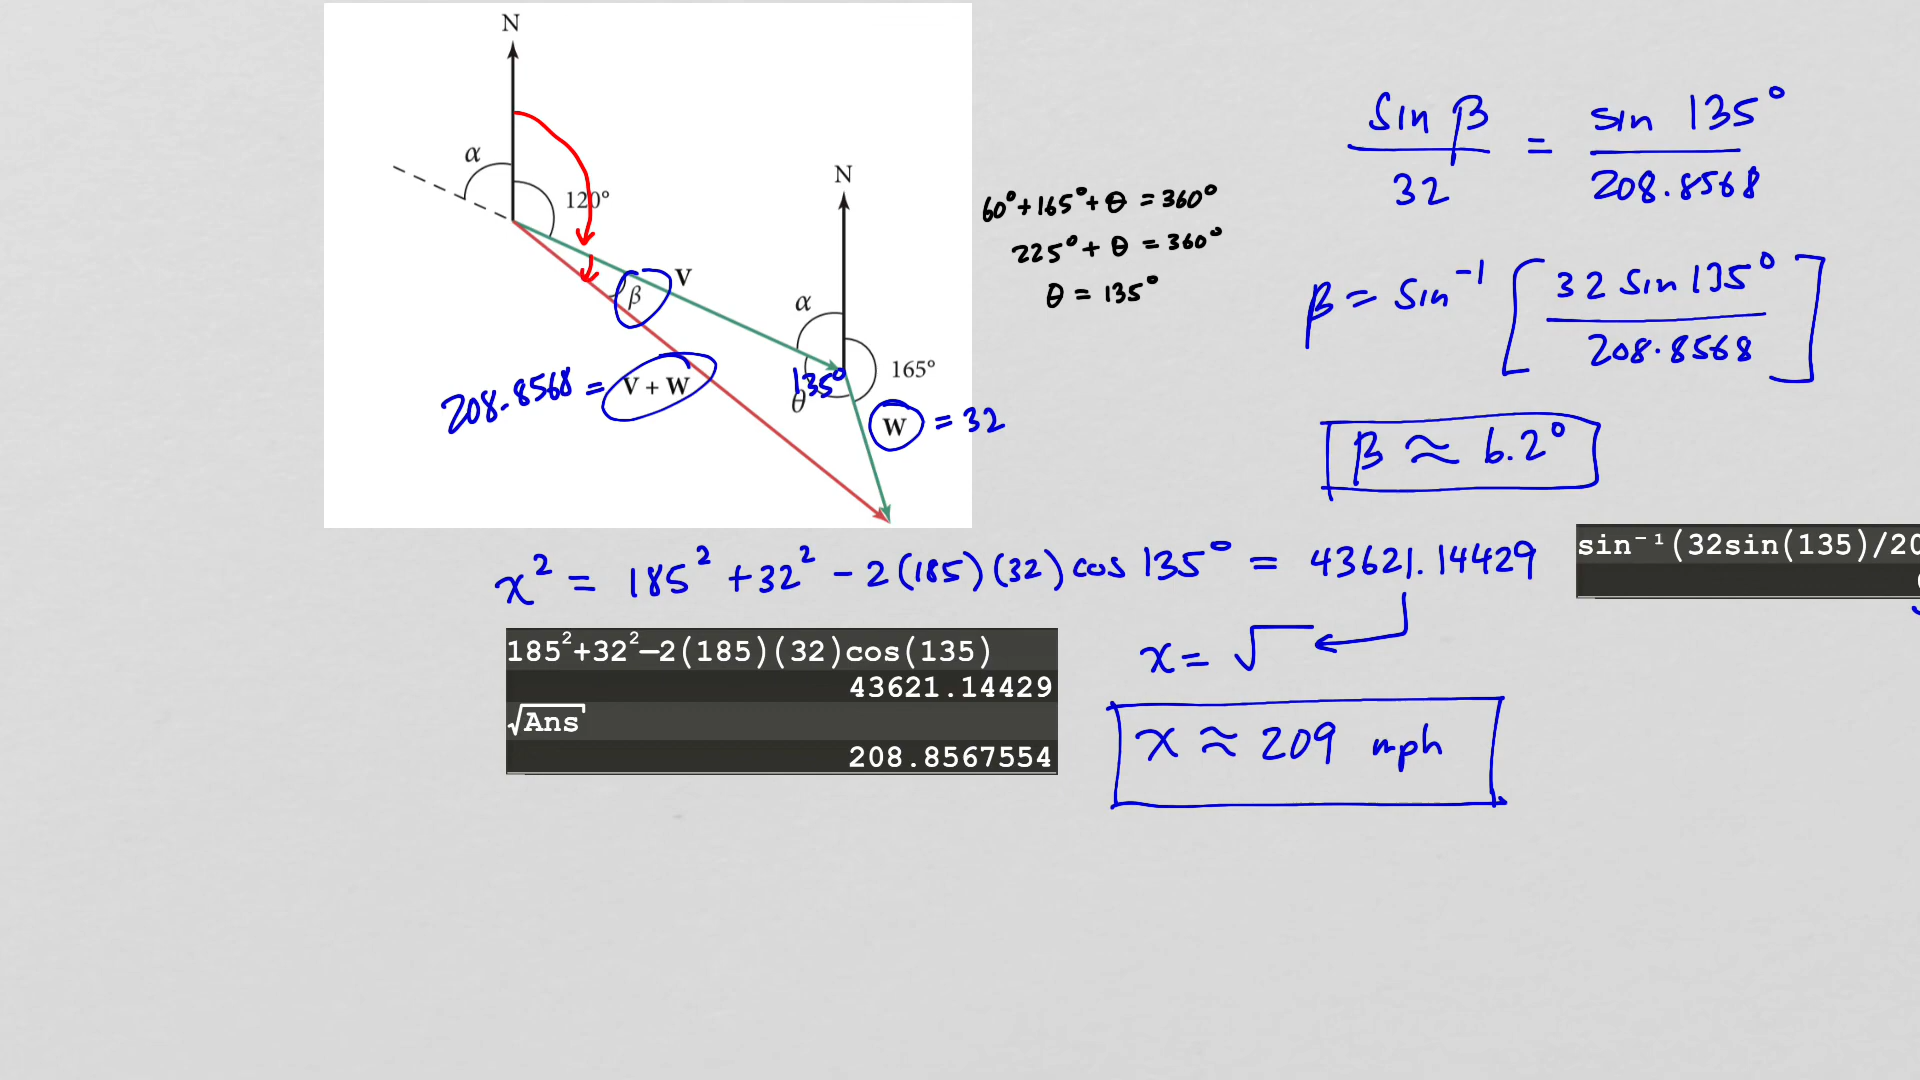 N
α
120°
N
V
β
α
165°
135°
θ
V + W
208.8568 =
W = 32
60° + 165° + θ = 360°
225° + θ = 360°
θ = 135°
sin β / 32 = sin 135° / 208.8568
β = sin⁻¹ [ 32 sin 135° / 208.8568 ]
β ≈ 6.2°
x² = 185² + 32² − 2(185)(32) cos 135° = 43621.14429
sin⁻¹(32sin(135)/20
185²+32²−2(185)(32)cos(135)
43621.14429
√Ans
208.8567554
x = √
x ≈ 209 mph